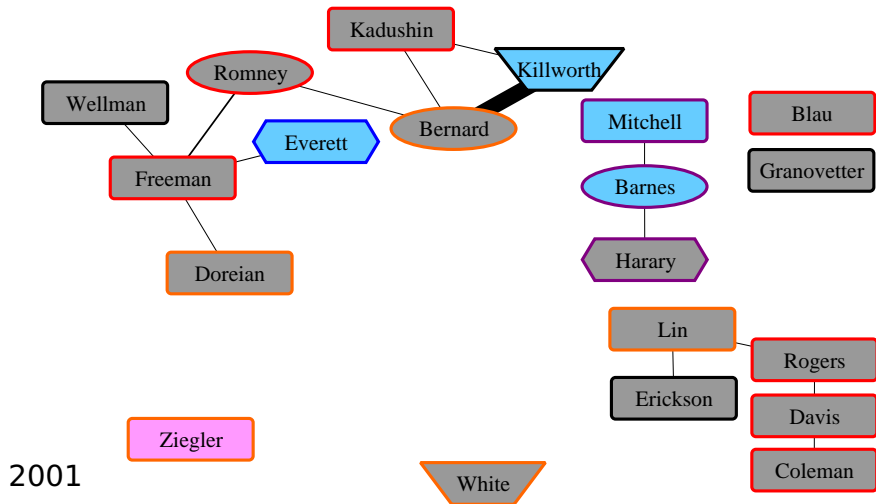 Kadushin
Killworth
Romney
Wellman
Bernard
Everett
Mitchell
Blau
Freeman
Barnes
Granovetter
Doreian
Harary
Lin
Rogers
Erickson
Davis
Ziegler
Coleman
White
2001